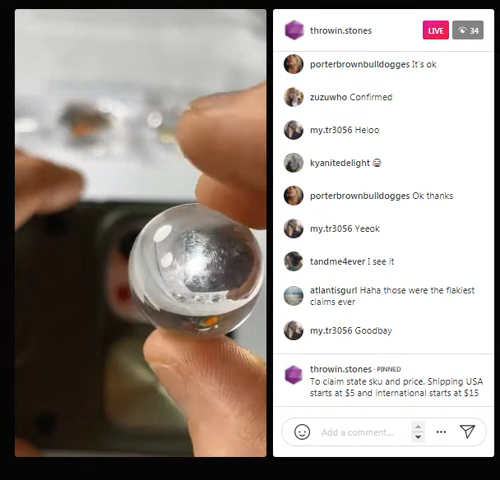 throwin.stones
LIVE
34
porterbrownbulldogges It's ok
zuzuwho Confirmed
my.tr3056 Heloo
kyanitedelight 😂
porterbrownbulldogges Ok thanks
my.tr3056 Yeeok
tandme4ever I see it
atlantisgurl Haha those were the flakiest
claims ever
my.tr3056 Goodbay
throwin.stones · PINNED
To claim state sku and price. Shipping USA
starts at $5 and international starts at $15
Add a comment...